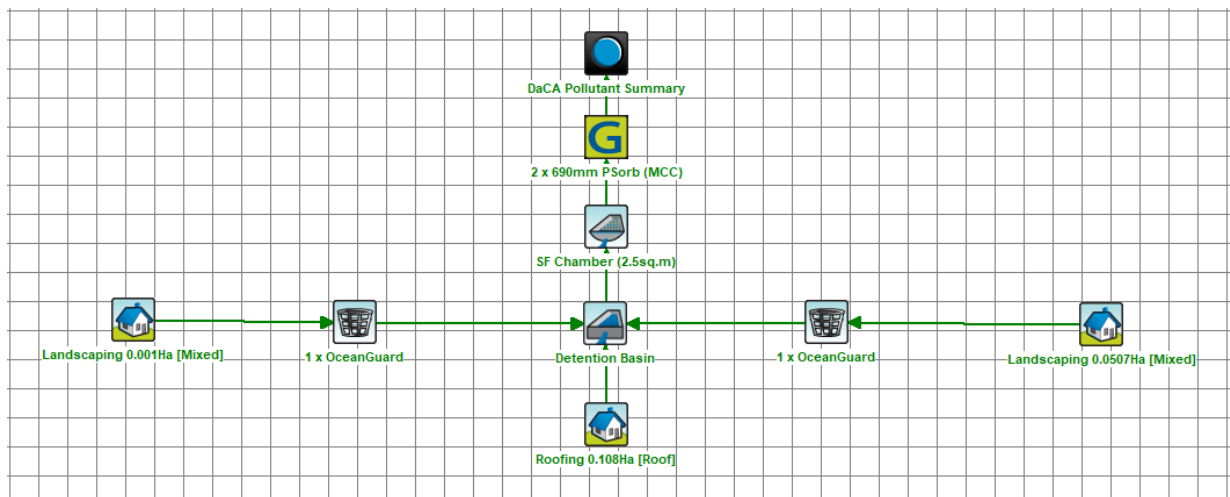 DaCA Pollutant Summary
G
2 x 690mm PSorb (MCC)
SF Chamber (2.5sq.m)
Landscaping 0.001Ha [Mixed]
1 x OceanGuard
Detention Basin
1 x OceanGuard
Landscaping 0.0507Ha [Mixed]
Roofing 0.108Ha [Roof]